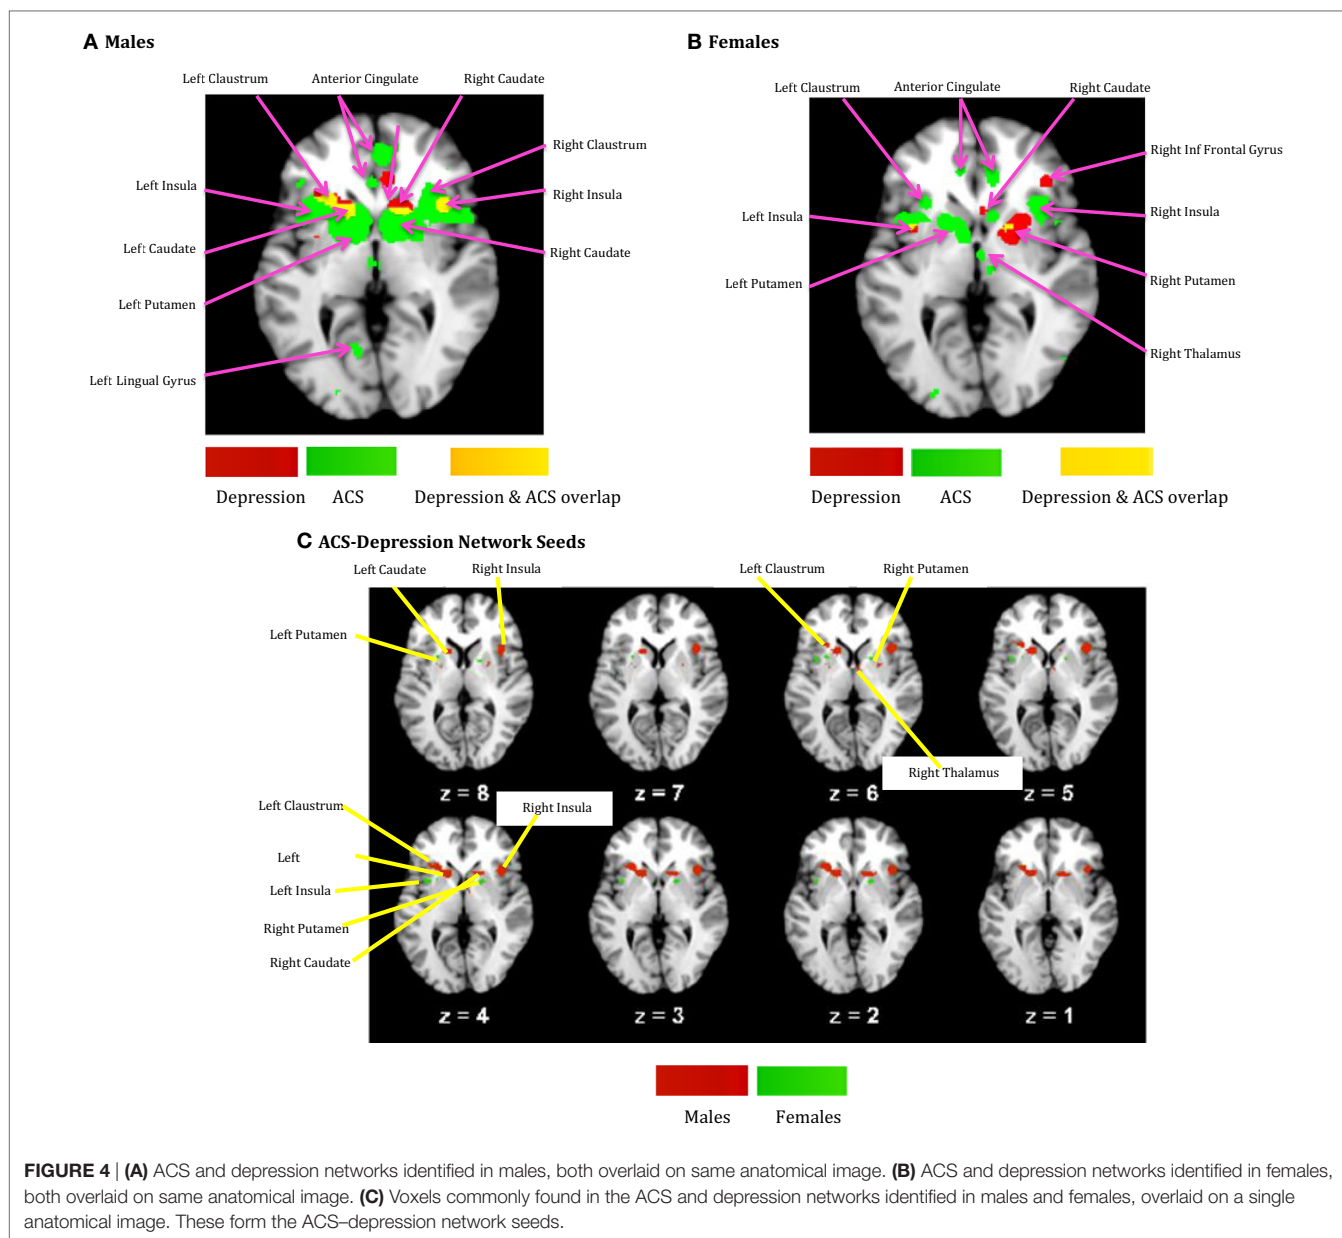 A Males
Left Claustrum
Anterior Cingulate
Right Caudate
Right Claustrum
Left Insula
Right Insula
Left Caudate
Right Caudate
Left Putamen
Left Lingual Gyrus
Depression
ACS
Depression & ACS overlap
B Females
Left Claustrum
Anterior Cingulate
Right Caudate
Right Inf Frontal Gyrus
Left Insula
Right Insula
Left Putamen
Right Putamen
Right Thalamus
Depression
ACS
Depression & ACS overlap
C ACS-Depression Network Seeds
Left Caudate
Right Insula
Left Claustrum
Right Putamen
Left Putamen
Right Thalamus
z = 8
z = 7
z = 6
z = 5
Left Claustrum
Right Insula
Left
Left Insula
Right Putamen
Right Caudate
z = 4
z = 3
z = 2
z = 1
Males
Females
FIGURE 4 | (A) ACS and depression networks identified in males, both overlaid on same anatomical image. (B) ACS and depression networks identified in females,
both overlaid on same anatomical image. (C) Voxels commonly found in the ACS and depression networks identified in males and females, overlaid on a single
anatomical image. These form the ACS–depression network seeds.